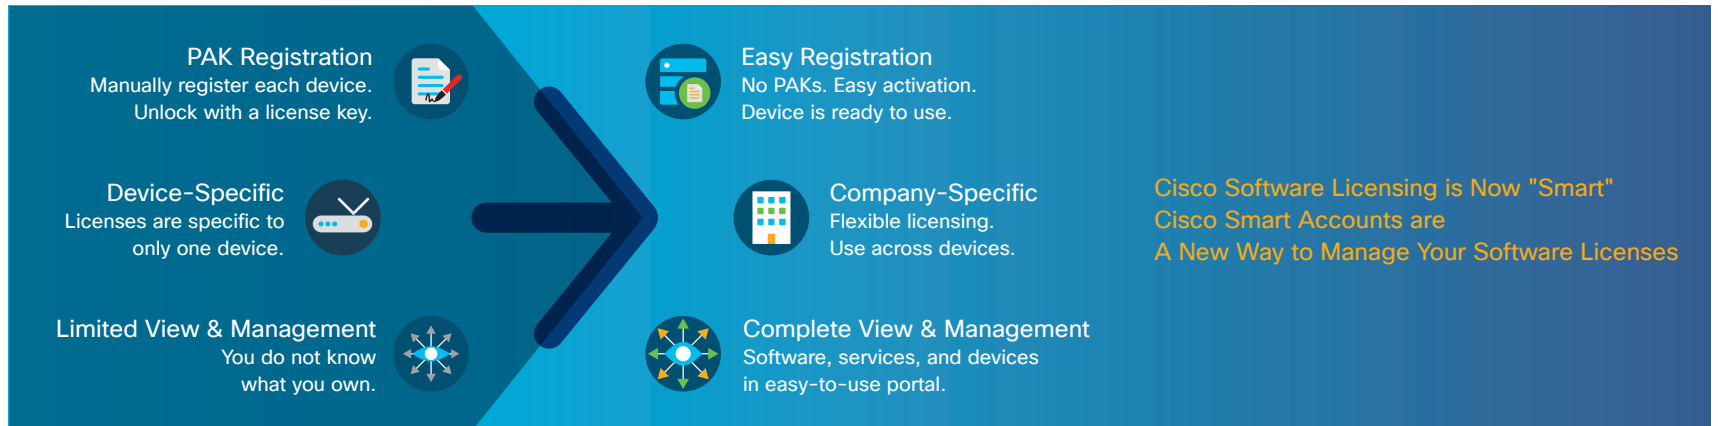 PAK Registration
Manually register each device.
Unlock with a license key.
Device-Specific
Licenses are specific to
only one device.
Limited View & Management
You do not know
what you own.
Easy Registration
No PAKs. Easy activation.
Device is ready to use.
Company-Specific
Flexible licensing.
Use across devices.
Complete View & Management
Software, services, and devices
in easy-to-use portal.
Cisco Software Licensing is Now "Smart"
Cisco Smart Accounts are
A New Way to Manage Your Software Licenses